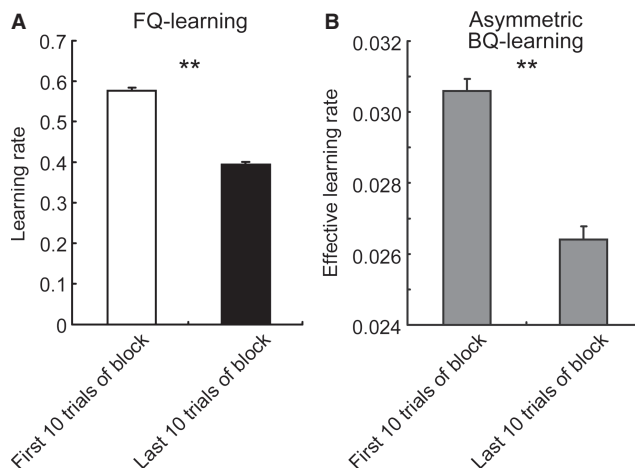 A
FQ-learning
0.7
0.6
0.5
0.4
0.3
0.2
0.1
0
Learning rate
**
First 10 trials of block
Last 10 trials of block
B
Asymmetric
BQ-learning
0.032
0.030
0.028
0.026
0.024
Effective learning rate
**
First 10 trials of block
Last 10 trials of block